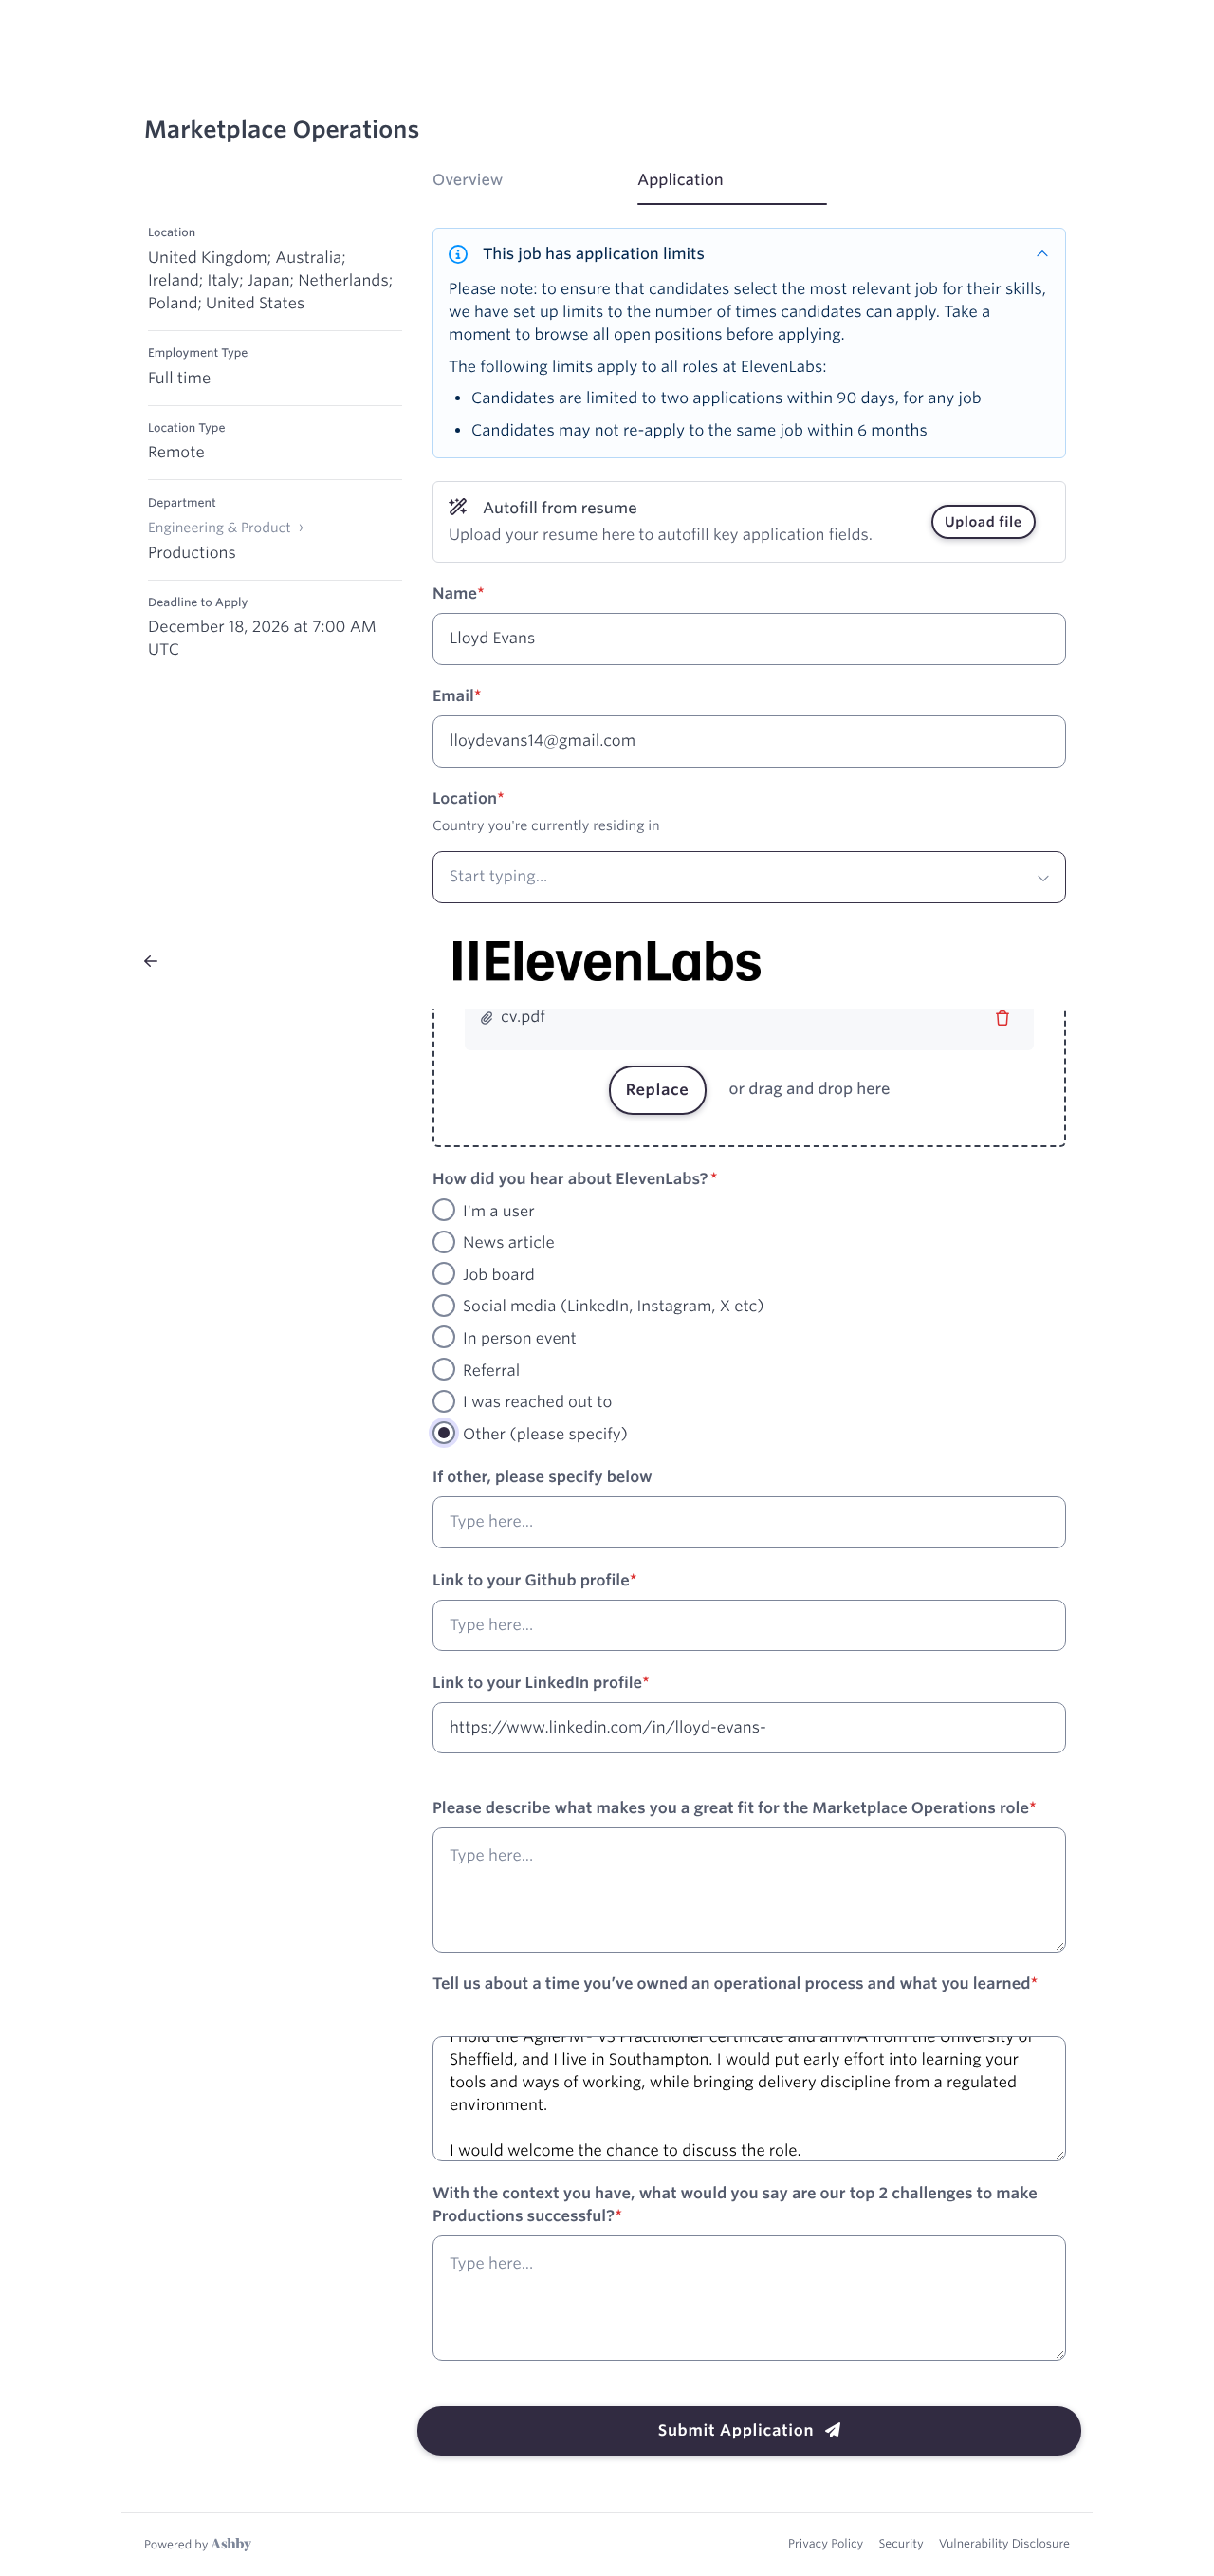 Marketplace Operations
Overview
Application
Location
United Kingdom; Australia;
Ireland; Italy; Japan; Netherlands;
Poland; United States
Employment Type
Full time
Location Type
Remote
Department
Engineering & Product ›
Productions
Deadline to Apply
December 18, 2026 at 7:00 AM
UTC
This job has application limits
Please note: to ensure that candidates select the most relevant job for their skills,
we have set up limits to the number of times candidates can apply. Take a
moment to browse all open positions before applying.
The following limits apply to all roles at ElevenLabs:
• Candidates are limited to two applications within 90 days, for any job
• Candidates may not re-apply to the same job within 6 months
Autofill from resume
Upload your resume here to autofill key application fields.
Upload file
Name*
Lloyd Evans
Email*
lloydevans14@gmail.com
Location*
Country you're currently residing in
Start typing...
IIElevenLabs
cv.pdf
Replace
or drag and drop here
How did you hear about ElevenLabs?*
I'm a user
News article
Job board
Social media (LinkedIn, Instagram, X etc)
In person event
Referral
I was reached out to
Other (please specify)
If other, please specify below
Type here...
Link to your Github profile*
Type here...
Link to your LinkedIn profile*
https://www.linkedin.com/in/lloyd-evans-
Please describe what makes you a great fit for the Marketplace Operations role*
Type here...
Tell us about a time you’ve owned an operational process and what you learned*
I hold the AgilePM® v3 Practitioner certificate and an MA from the University of
Sheffield, and I live in Southampton. I would put early effort into learning your
tools and ways of working, while bringing delivery discipline from a regulated
environment.
I would welcome the chance to discuss the role.
With the context you have, what would you say are our top 2 challenges to make
Productions successful?*
Type here...
Submit Application
Powered by Ashby
Privacy Policy
Security
Vulnerability Disclosure